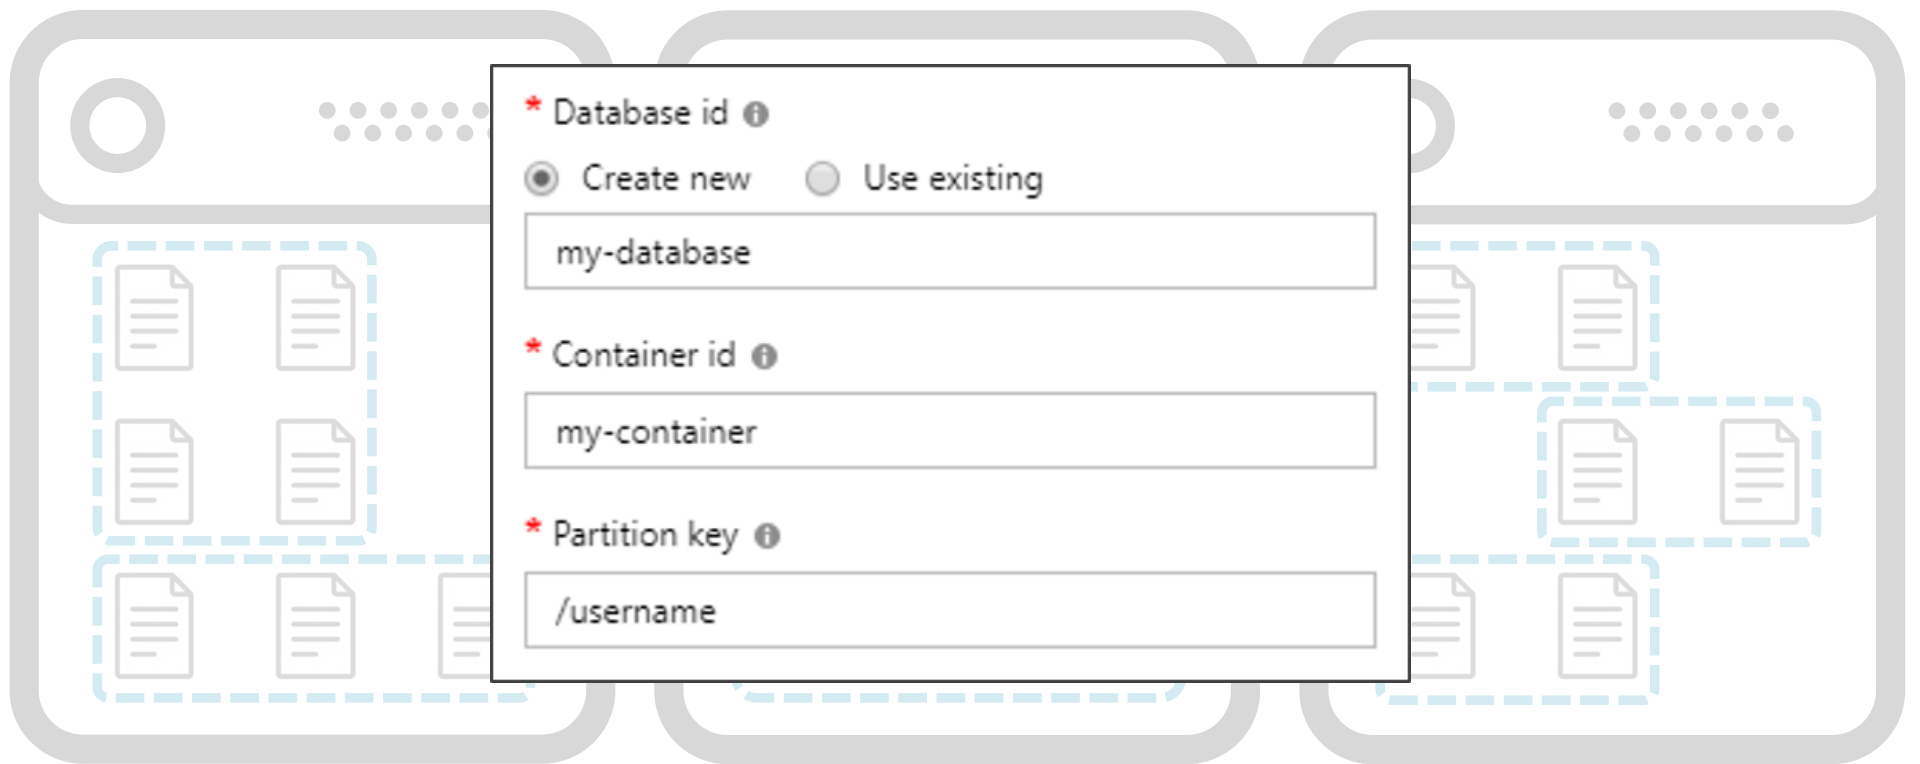 * Database id
Create new Use existing
my-database
* Container id
my-container
* Partition key
/username